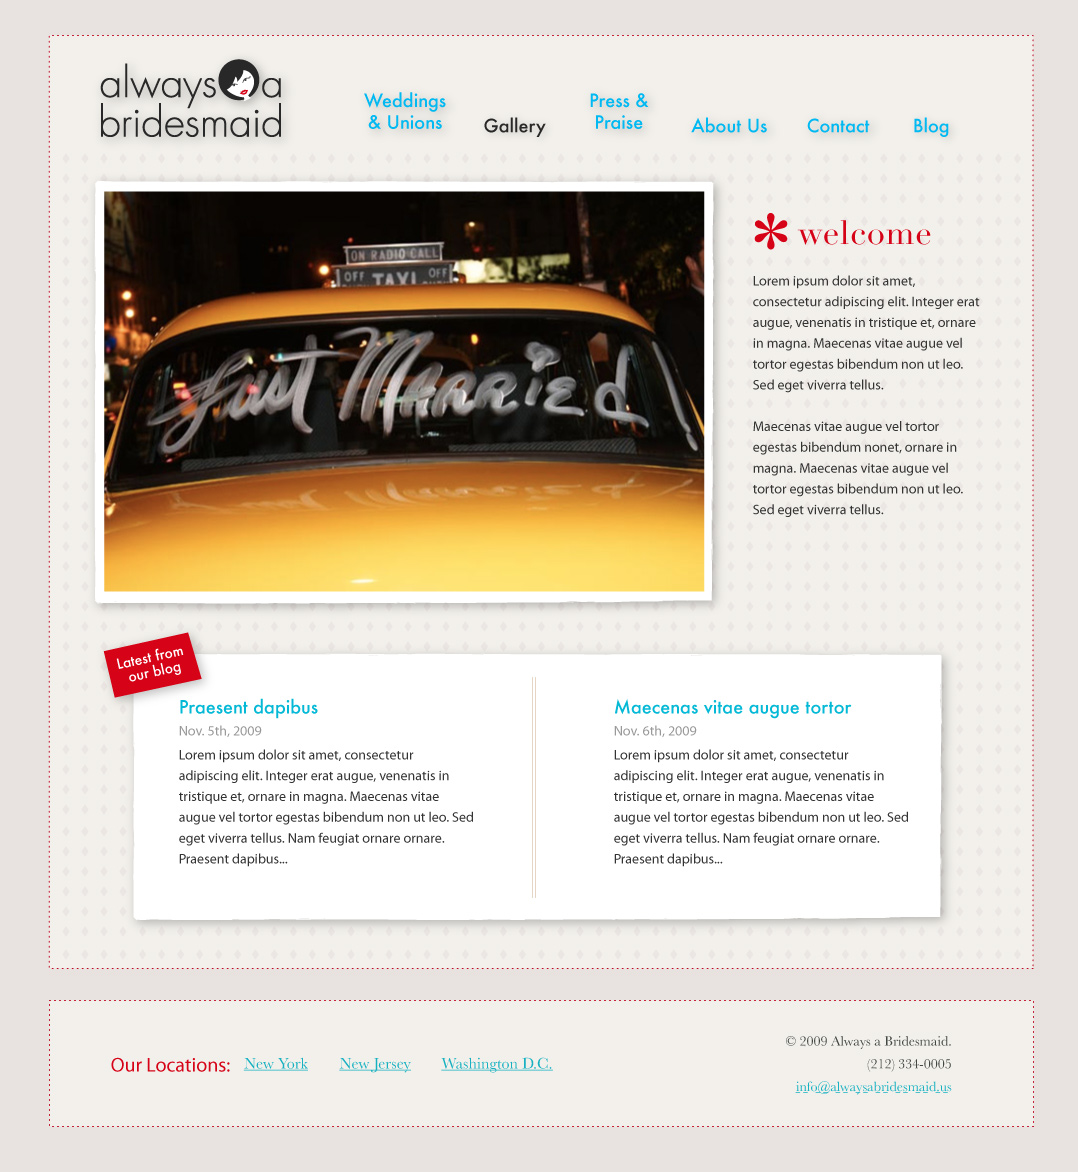 always a
bridesmaid
Weddings
& Unions
Gallery
Press &
Praise
About Us
Contact
Blog
ON RADIO CALL
OFF TAXI OFF
Just Married!
* welcome
Lorem ipsum dolor sit amet,
consectetur adipiscing elit. Integer erat
augue, venenatis in tristique et, ornare
in magna. Maecenas vitae augue vel
tortor egestas bibendum non ut leo.
Sed eget viverra tellus.
Maecenas vitae augue vel tortor
egestas bibendum nonet, ornare in
magna. Maecenas vitae augue vel
tortor egestas bibendum non ut leo.
Sed eget viverra tellus.
Latest from
our blog
Praesent dapibus
Nov. 5th, 2009
Lorem ipsum dolor sit amet, consectetur
adipiscing elit. Integer erat augue, venenatis in
tristique et, ornare in magna. Maecenas vitae
augue vel tortor egestas bibendum non ut leo. Sed
eget viverra tellus. Nam feugiat ornare ornare.
Praesent dapibus...
Maecenas vitae augue tortor
Nov. 6th, 2009
Lorem ipsum dolor sit amet, consectetur
adipiscing elit. Integer erat augue, venenatis in
tristique et, ornare in magna. Maecenas vitae
augue vel tortor egestas bibendum non ut leo. Sed
eget viverra tellus. Nam feugiat ornare ornare.
Praesent dapibus...
Our Locations: New York New Jersey Washington D.C.
© 2009 Always a Bridesmaid.
(212) 334-0005
info@alwaysabridesmaid.us